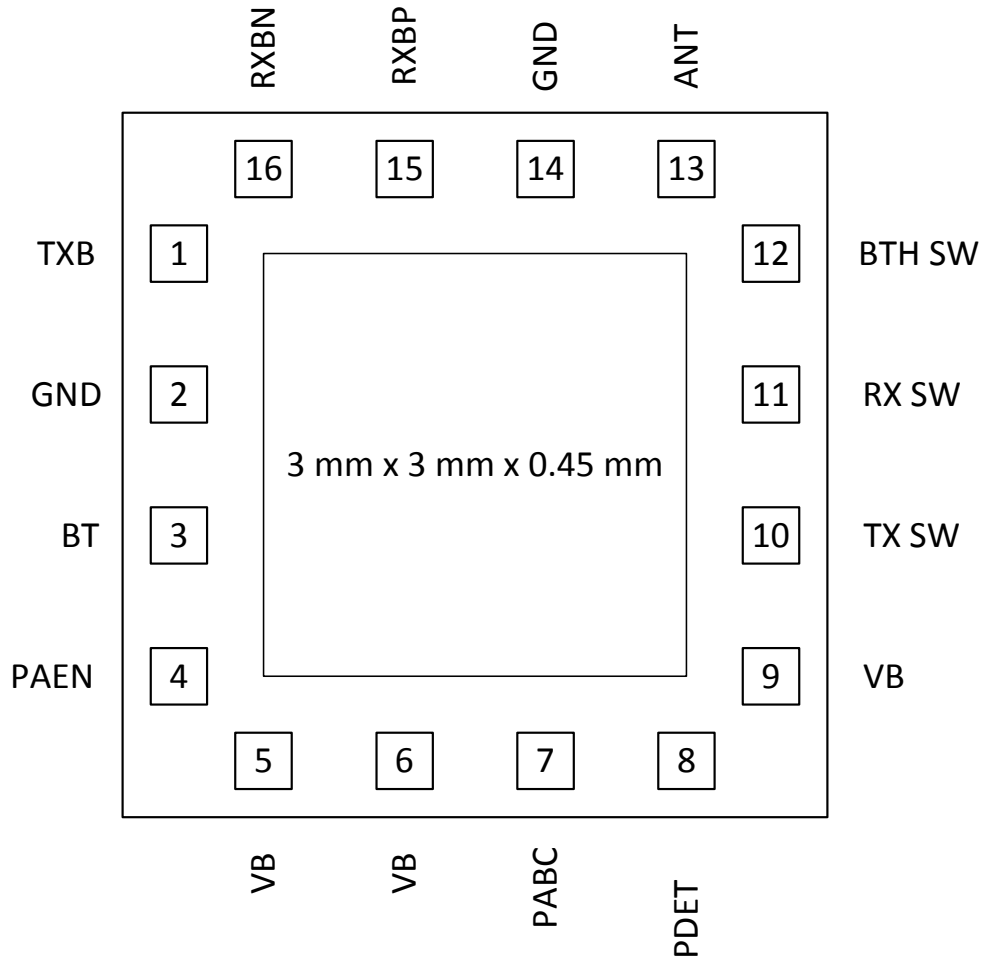 RXBN RXBP GND ANT
16 15 14 13
TXB 1 12 BTH SW
GND 2 11 RX SW
3 mm x 3 mm x 0.45 mm
BT 3 10 TX SW
PAEN 4 9 VB
5 6 7 8
VB VB PABC PDET